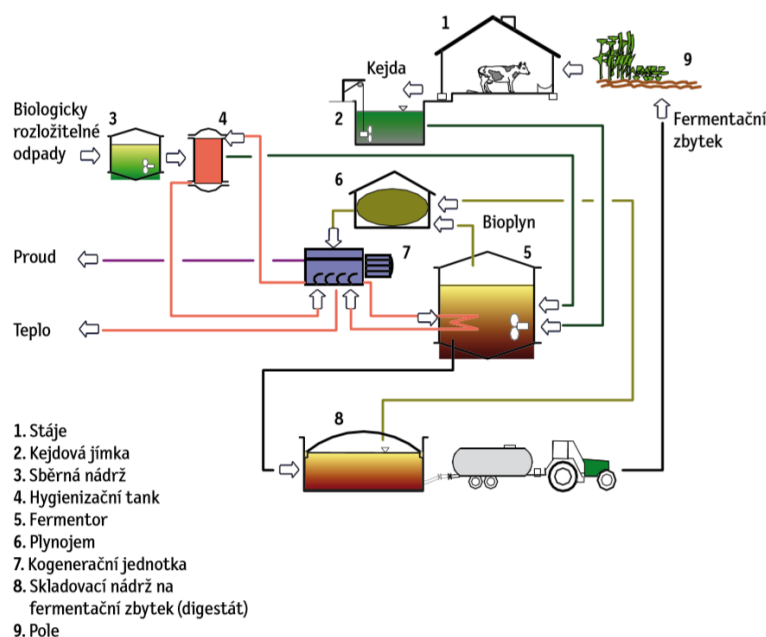 1
Kejda
9
Biologicky
rozložitelné
odpady
3
4
2
Fermentační
zbytek
6
Bioplyn
Proud
7
5
Teplo
8
1. Stáje
2. Kejdová jímka
3. Sběrná nádrž
4. Hygienizační tank
5. Fermentor
6. Plynojem
7. Kogenerační jednotka
8. Skladovací nádrž na
fermentační zbytek (digestát)
9. Pole